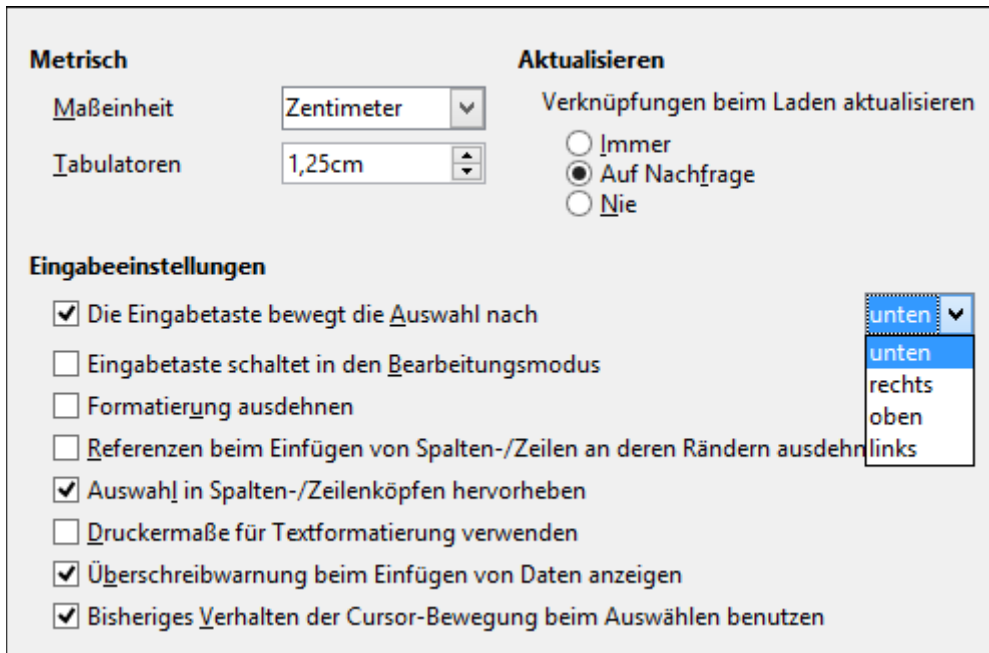 Metrisch
Maßeinheit Zentimeter
Tabulatoren 1,25cm
Aktualisieren
Verknüpfungen beim Laden aktualisieren
Immer
Auf Nachfrage
Nie
Eingabeeinstellungen
Die Eingabetaste bewegt die Auswahl nach unten
unten
rechts
oben
links
Eingabetaste schaltet in den Bearbeitungsmodus
Formatierung ausdehnen
Referenzen beim Einfügen von Spalten-/Zeilen an deren Rändern ausdehn
Auswahl in Spalten-/Zeilenköpfen hervorheben
Druckermaße für Textformatierung verwenden
Überschreibwarnung beim Einfügen von Daten anzeigen
Bisheriges Verhalten der Cursor-Bewegung beim Auswählen benutzen